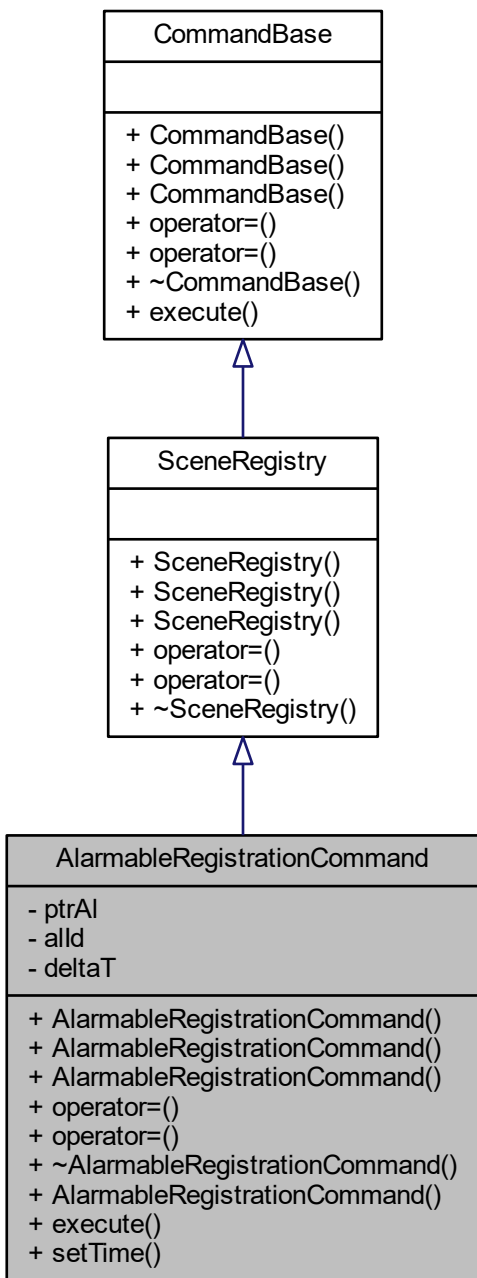 CommandBase
+ CommandBase()
+ CommandBase()
+ CommandBase()
+ operator=()
+ operator=()
+ ~CommandBase()
+ execute()
SceneRegistry
+ SceneRegistry()
+ SceneRegistry()
+ SceneRegistry()
+ operator=()
+ operator=()
+ ~SceneRegistry()
AlarmableRegistrationCommand
- ptrAl
- alId
- deltaT
+ AlarmableRegistrationCommand()
+ AlarmableRegistrationCommand()
+ AlarmableRegistrationCommand()
+ operator=()
+ operator=()
+ ~AlarmableRegistrationCommand()
+ AlarmableRegistrationCommand()
+ execute()
+ setTime()